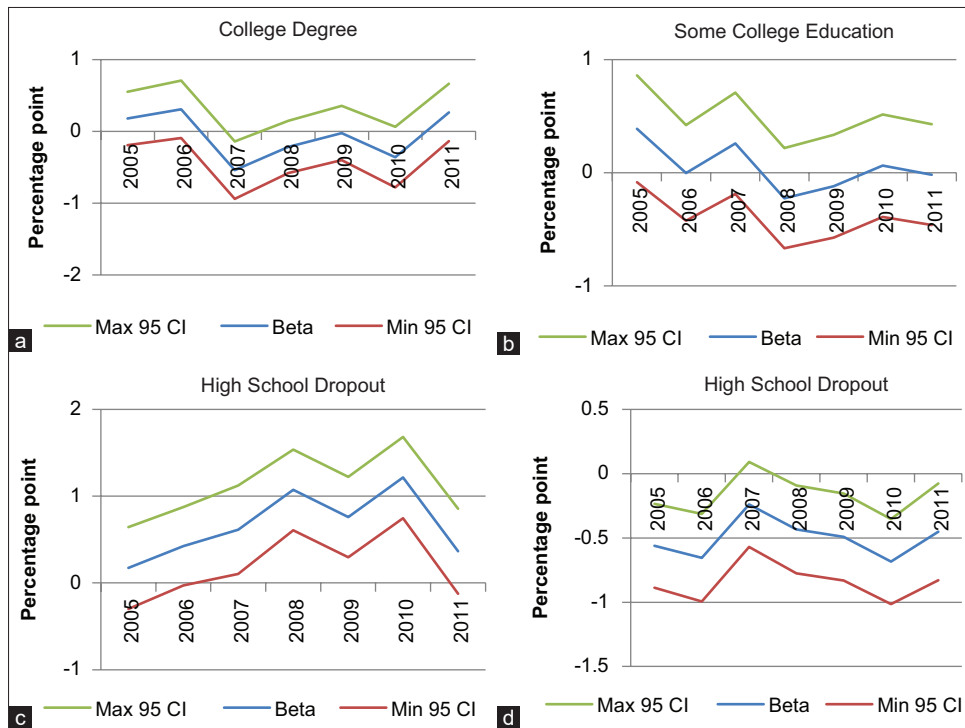 College Degree
1
0
-1
-2
Percentage point
2005
2006
2007
2008
2009
2010
2011
Max 95 CI
Beta
Min 95 CI
a
Some College Education
1
0
-1
Percentage point
2005
2006
2007
2008
2009
2010
2011
Max 95 CI
Beta
Min 95 CI
b
High School Dropout
2
1
0
-1
Percentage point
2005
2006
2007
2008
2009
2010
2011
Max 95 CI
Beta
Min 95 CI
c
High School Dropout
0.5
0
-0.5
-1
-1.5
Percentage point
2005
2006
2007
2008
2009
2010
2011
Max 95 CI
Beta
Min 95 CI
d